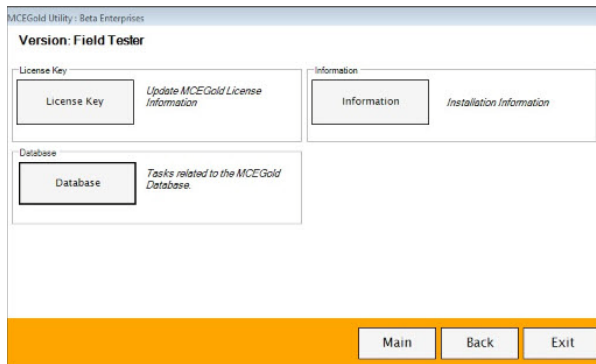 MCEGold Utility : Beta Enterprises
Version: Field Tester
License Key
License Key
Update MCEGold License
Information
Information
Information
Installation Information
Database
Database
Tasks related to the MCEGold
Database.
Main
Back
Exit